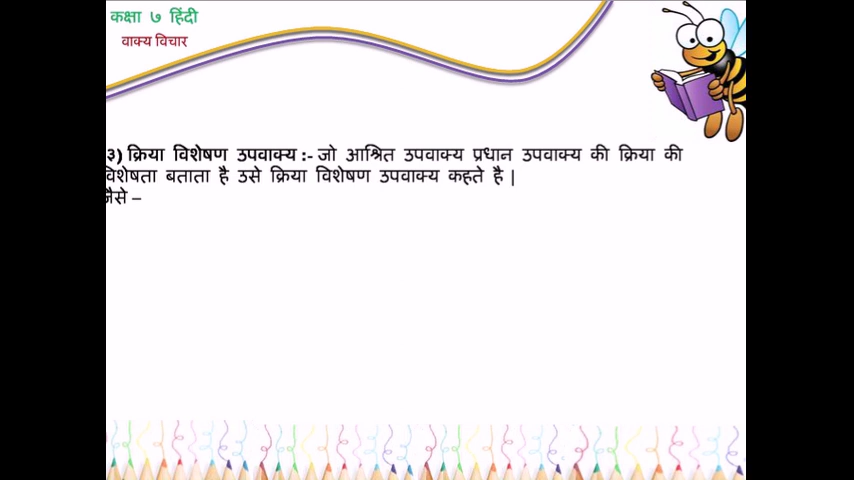 कक्षा ७ हिंदी
वाक्य विचार
३) क्रिया विशेषण उपवाक्य :- जो आश्रित उपवाक्य प्रधान उपवाक्य की क्रिया की
विशेषता बताता है उसे क्रिया विशेषण उपवाक्य कहते है |
जैसे –